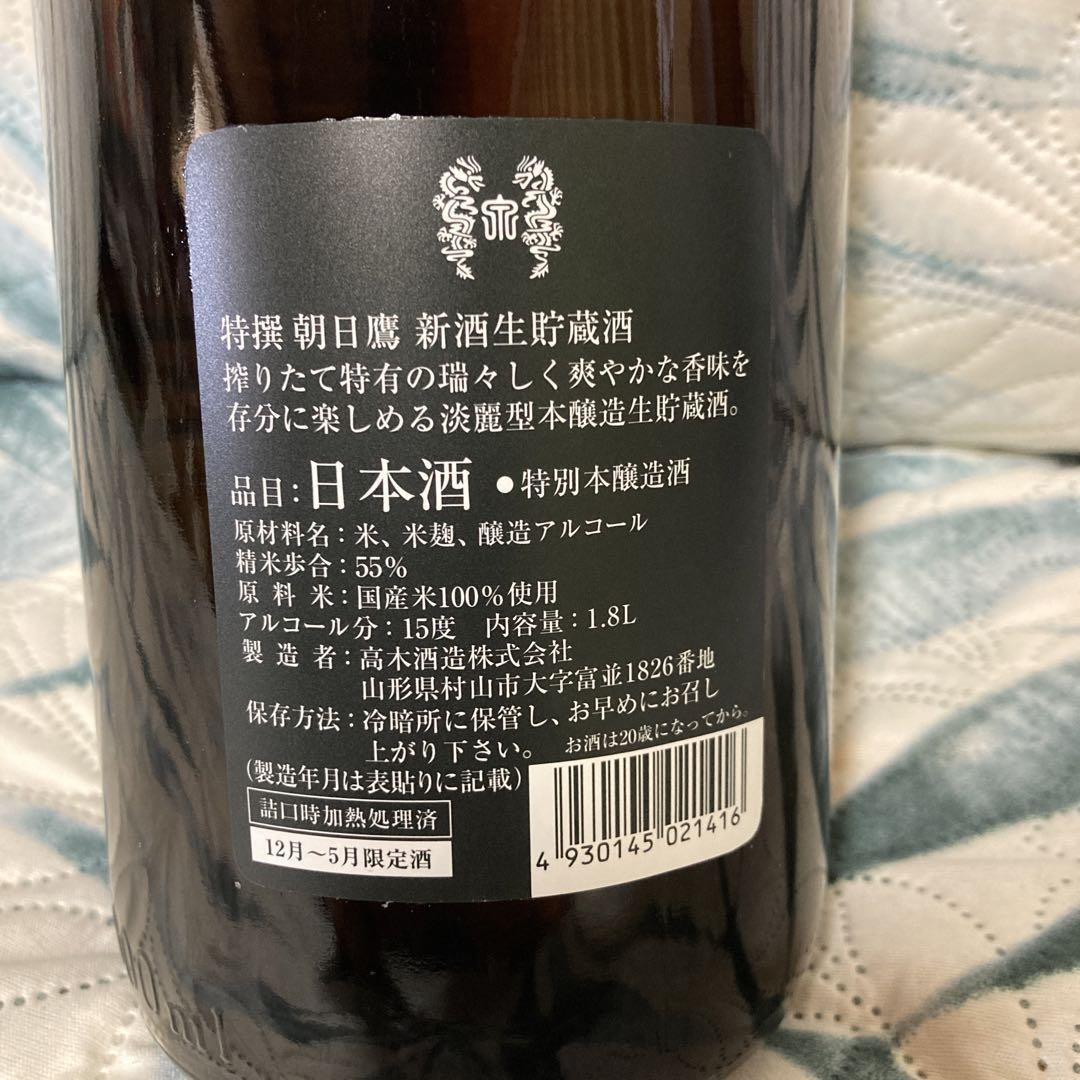 特撰 朝日鷹 新酒生貯蔵酒
搾りたて特有の瑞々しく爽やかな香味を
存分に楽しめる淡麗型本醸造生貯蔵酒。
品目：日本酒 ●特別本醸造酒
原材料名：米、米麹、醸造アルコール
精米歩合：55%
原料米：国産米100%使用
アルコール分：15度 内容量：1.8L
製造者：高木酒造株式会社
山形県村山市大字富並1826番地
保存方法：冷暗所に保管し、お早めにお召し
上がり下さい。 お酒は20歳になってから。
(製造年月は表貼りに記載)
詰口時加熱処理済
12月～5月限定酒
4 930145 021416